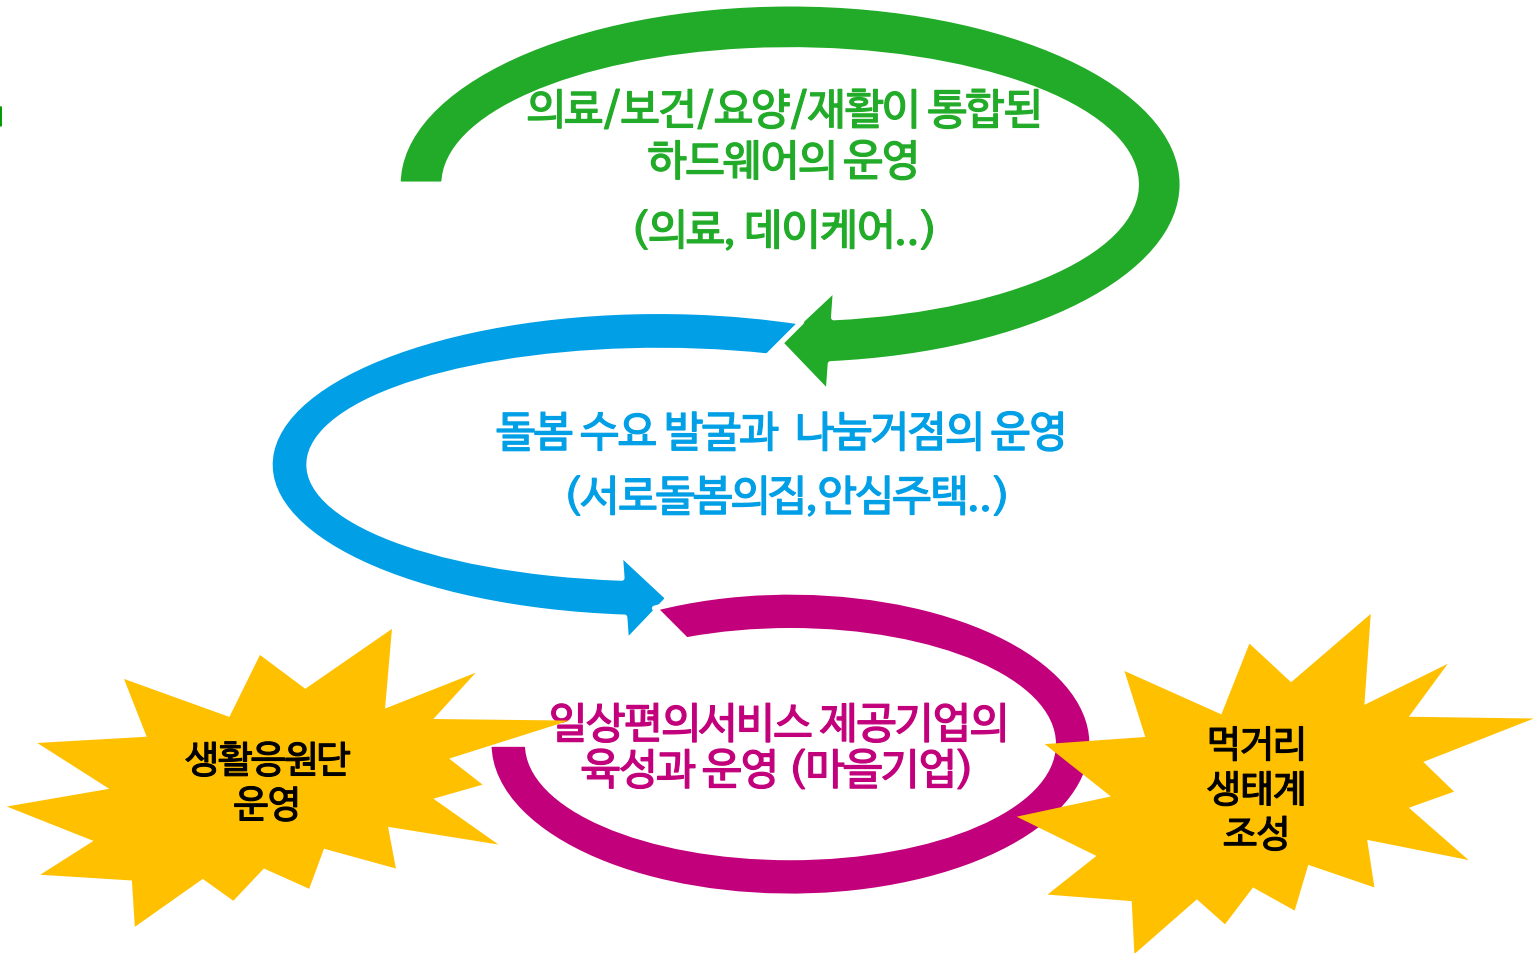 의료/보건/요양/재활이 통합된
하드웨어의 운영
(의료, 데이케어..)
돌봄 수요 발굴과 나눔거점의 운영
(서로돌봄의집,안심주택..)
일상편의서비스 제공기업의
육성과 운영 (마을기업)
생활응원단
운영
먹거리
생태계
조성